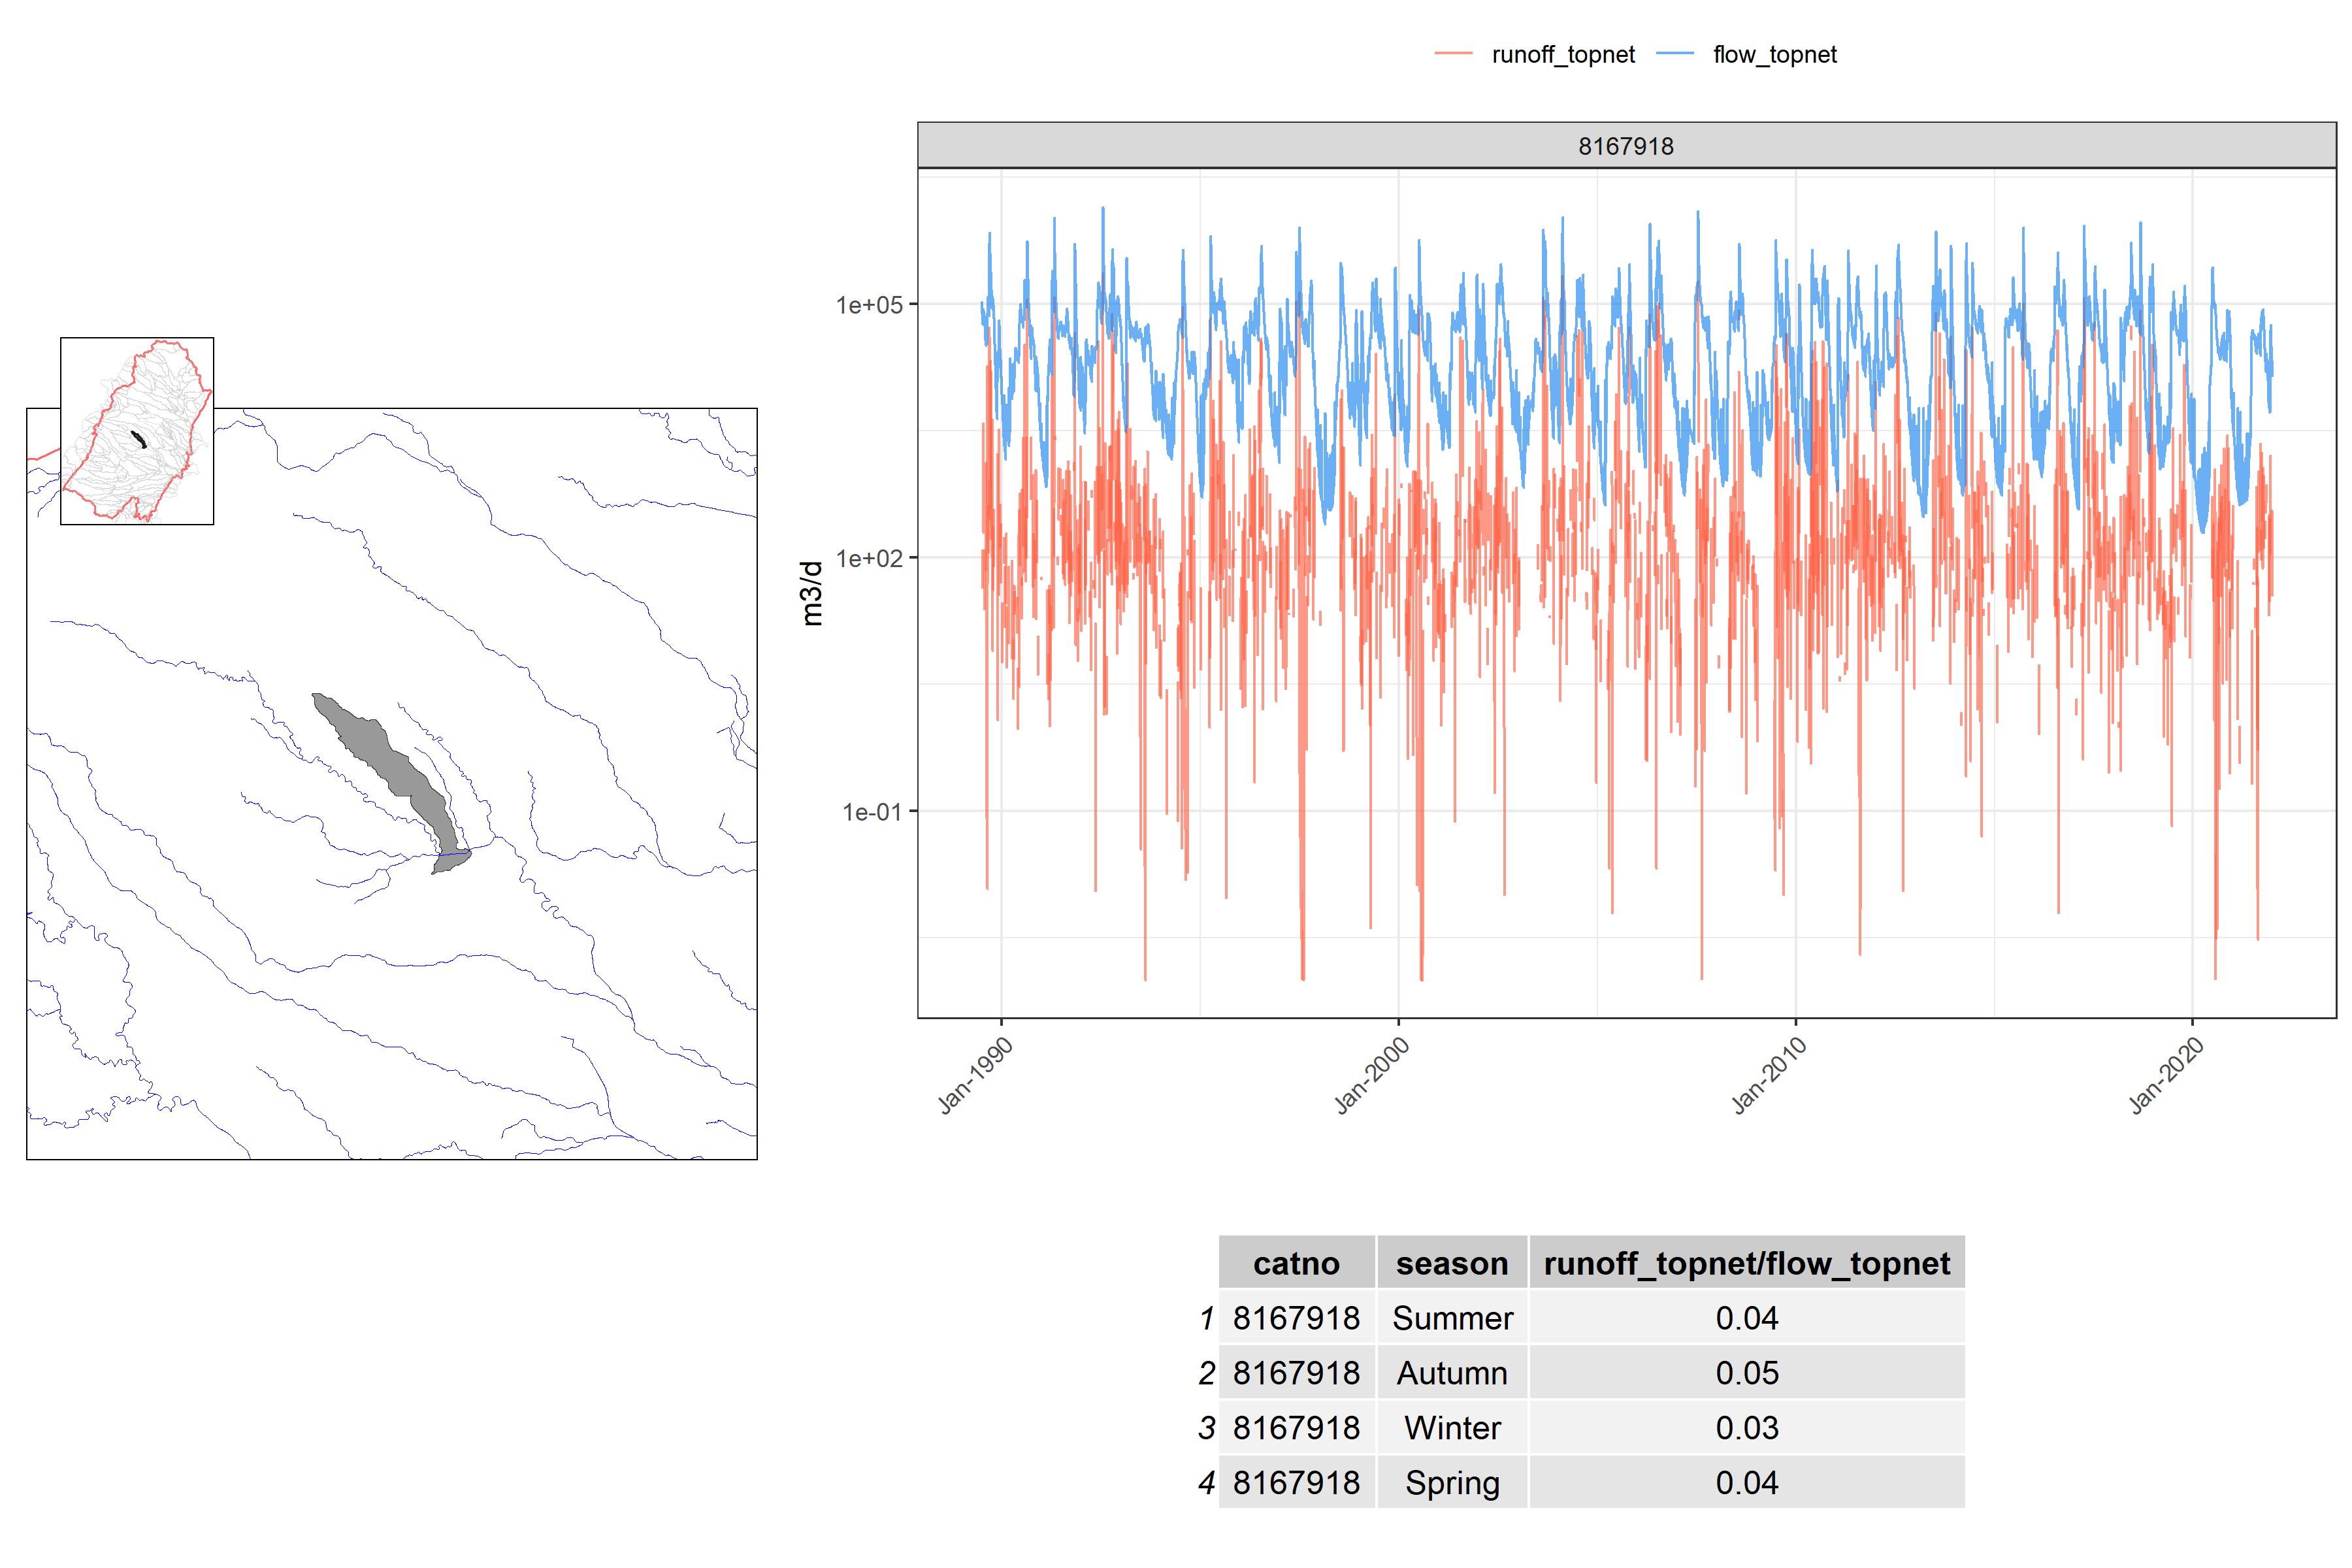 runoff_topnet flow_topnet
8167918
m3/d
1e+05
1e+02
1e-01
Jan-1990 Jan-2000 Jan-2010 Jan-2020
catno season runoff_topnet/flow_topnet
1 8167918 Summer 0.04
2 8167918 Autumn 0.05
3 8167918 Winter 0.03
4 8167918 Spring 0.04